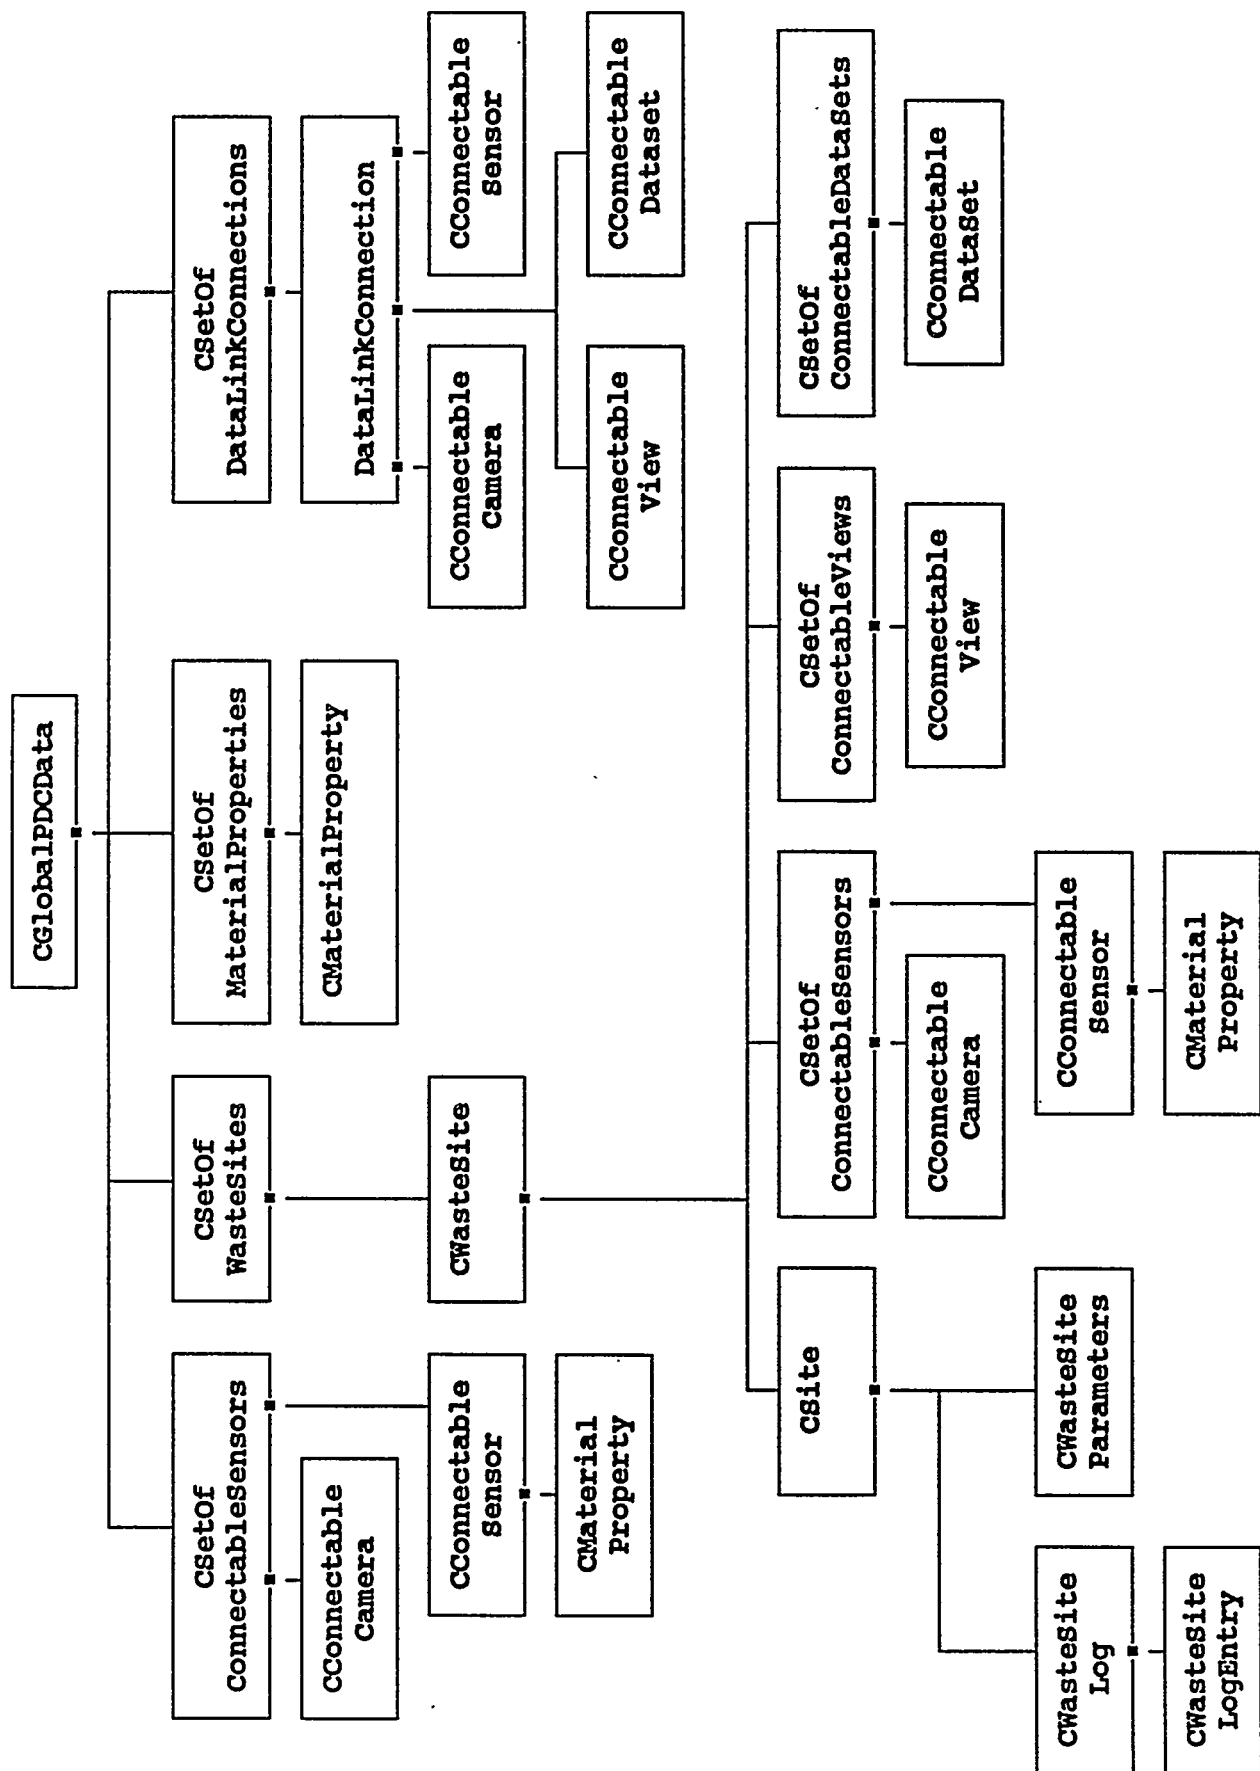 CGlobalPDCData
CSetOf
ConnectableSensors
CSetOf
WasteSites
CSetOf
MaterialProperties
CSetOf
DataLinkConnections
CConnectable
Camera
CMaterialProperty
DataLinkConnection
CConnectable
Sensor
CWasteSite
CConnectable
Camera
CConnectable
Sensor
CMaterial
Property
CConnectable
View
CConnectable
Dataset
CSite
CSetOf
ConnectableSensors
CSetOf
ConnectableViews
CSetOf
ConnectableDataSets
CConnectable
Camera
CConnectable
View
CConnectable
DataSet
CWasteSite
Log
CWasteSite
Parameters
CConnectable
Sensor
CWasteSite
LogEntry
CMaterial
Property